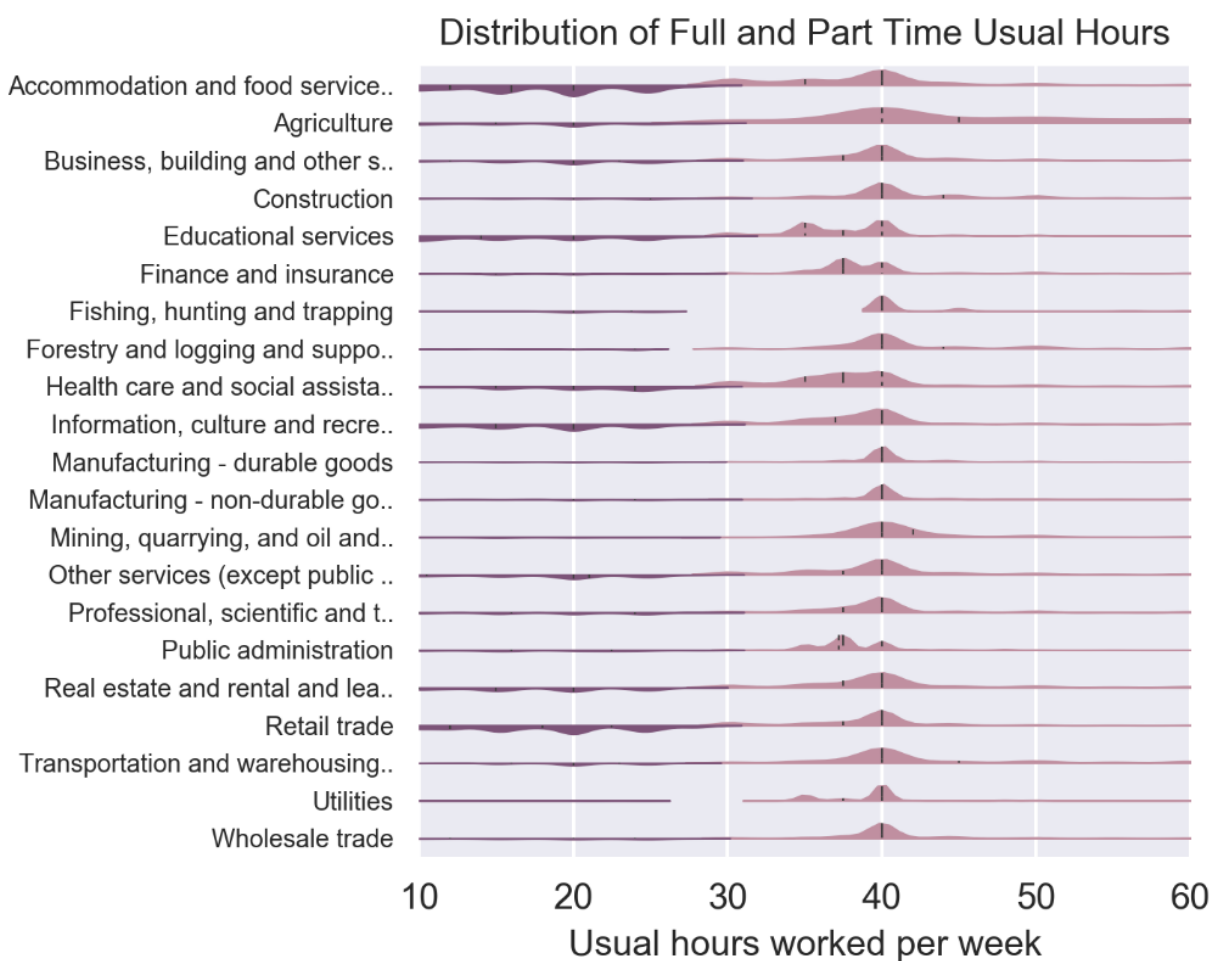 Distribution of Full and Part Time Usual Hours
Accommodation and food service..
Agriculture
Business, building and other s..
Construction
Educational services
Finance and insurance
Fishing, hunting and trapping
Forestry and logging and suppo..
Health care and social assista..
Information, culture and recre..
Manufacturing - durable goods
Manufacturing - non-durable go..
Mining, quarrying, and oil and..
Other services (except public ..
Professional, scientific and t..
Public administration
Real estate and rental and lea..
Retail trade
Transportation and warehousing..
Utilities
Wholesale trade
10 20 30 40 50 60
Usual hours worked per week